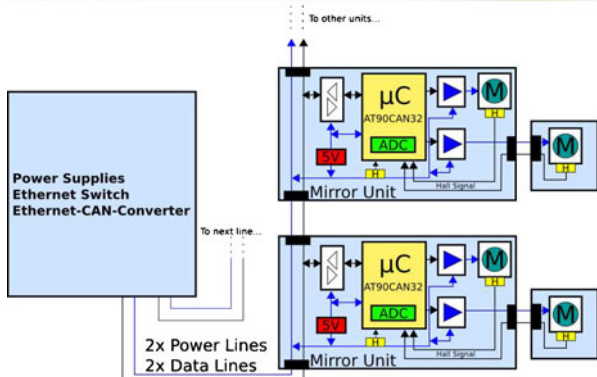 To other units...
µC
AT90CAN32
ADC
5V
H
M
H
M
H
Hall Signal
Mirror Unit
Power Supplies
Ethernet Switch
Ethernet-CAN-Converter
To next line...
µC
AT90CAN32
ADC
5V
H
M
H
M
H
Hall Signal
Mirror Unit
2x Power Lines
2x Data Lines